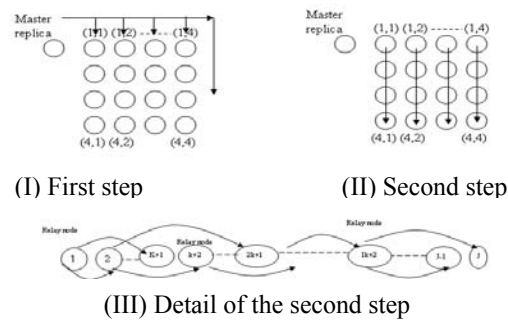 Master replica
(1,1) (1,2) (1,4)
(4,1) (4,2) (4,4)
(I) First step
Master replica
(1,1) (1,2) (1,4)
(4,1) (4,2) (4,4)
(II) Second step
Relay node
Relay node
Relay node
1 2 K+1 k+2 2k+1 1k+2 J-1 J
(III) Detail of the second step